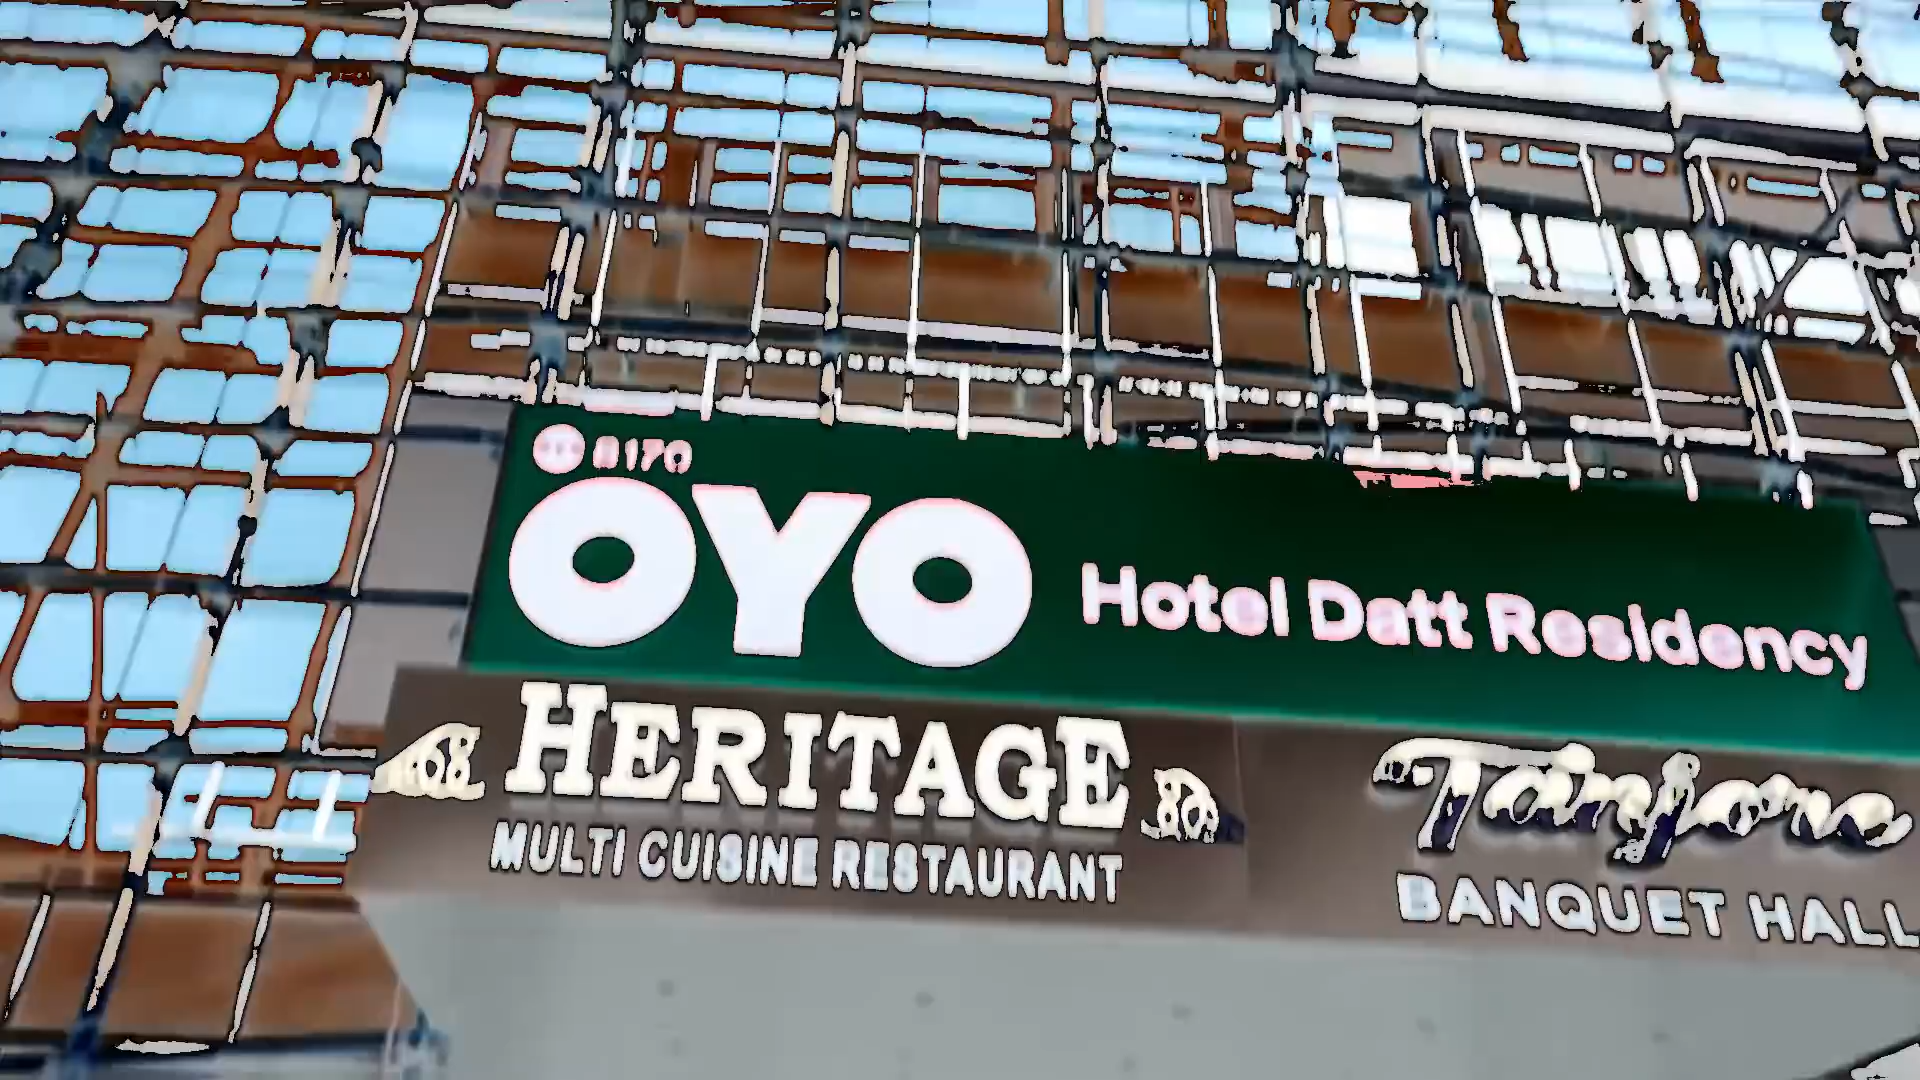 8170
OYO
Hotel Datt Residency
HERITAGE
MULTI CUISINE RESTAURANT
Tanjore
BANQUET HALL